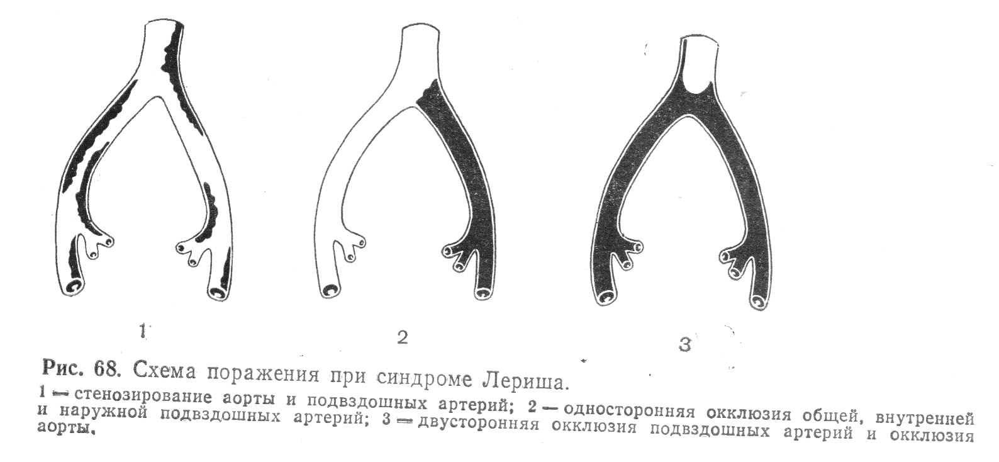 1
2
3
Рис. 68. Схема поражения при синдроме Лериша.
1 — стенозирование аорты и подвздошных артерий; 2 — односторонняя окклюзия общей, внутренней
и наружной подвздошных артерий; 3 — двусторонняя окклюзия подвздошных артерий и окклюзия
аорты.